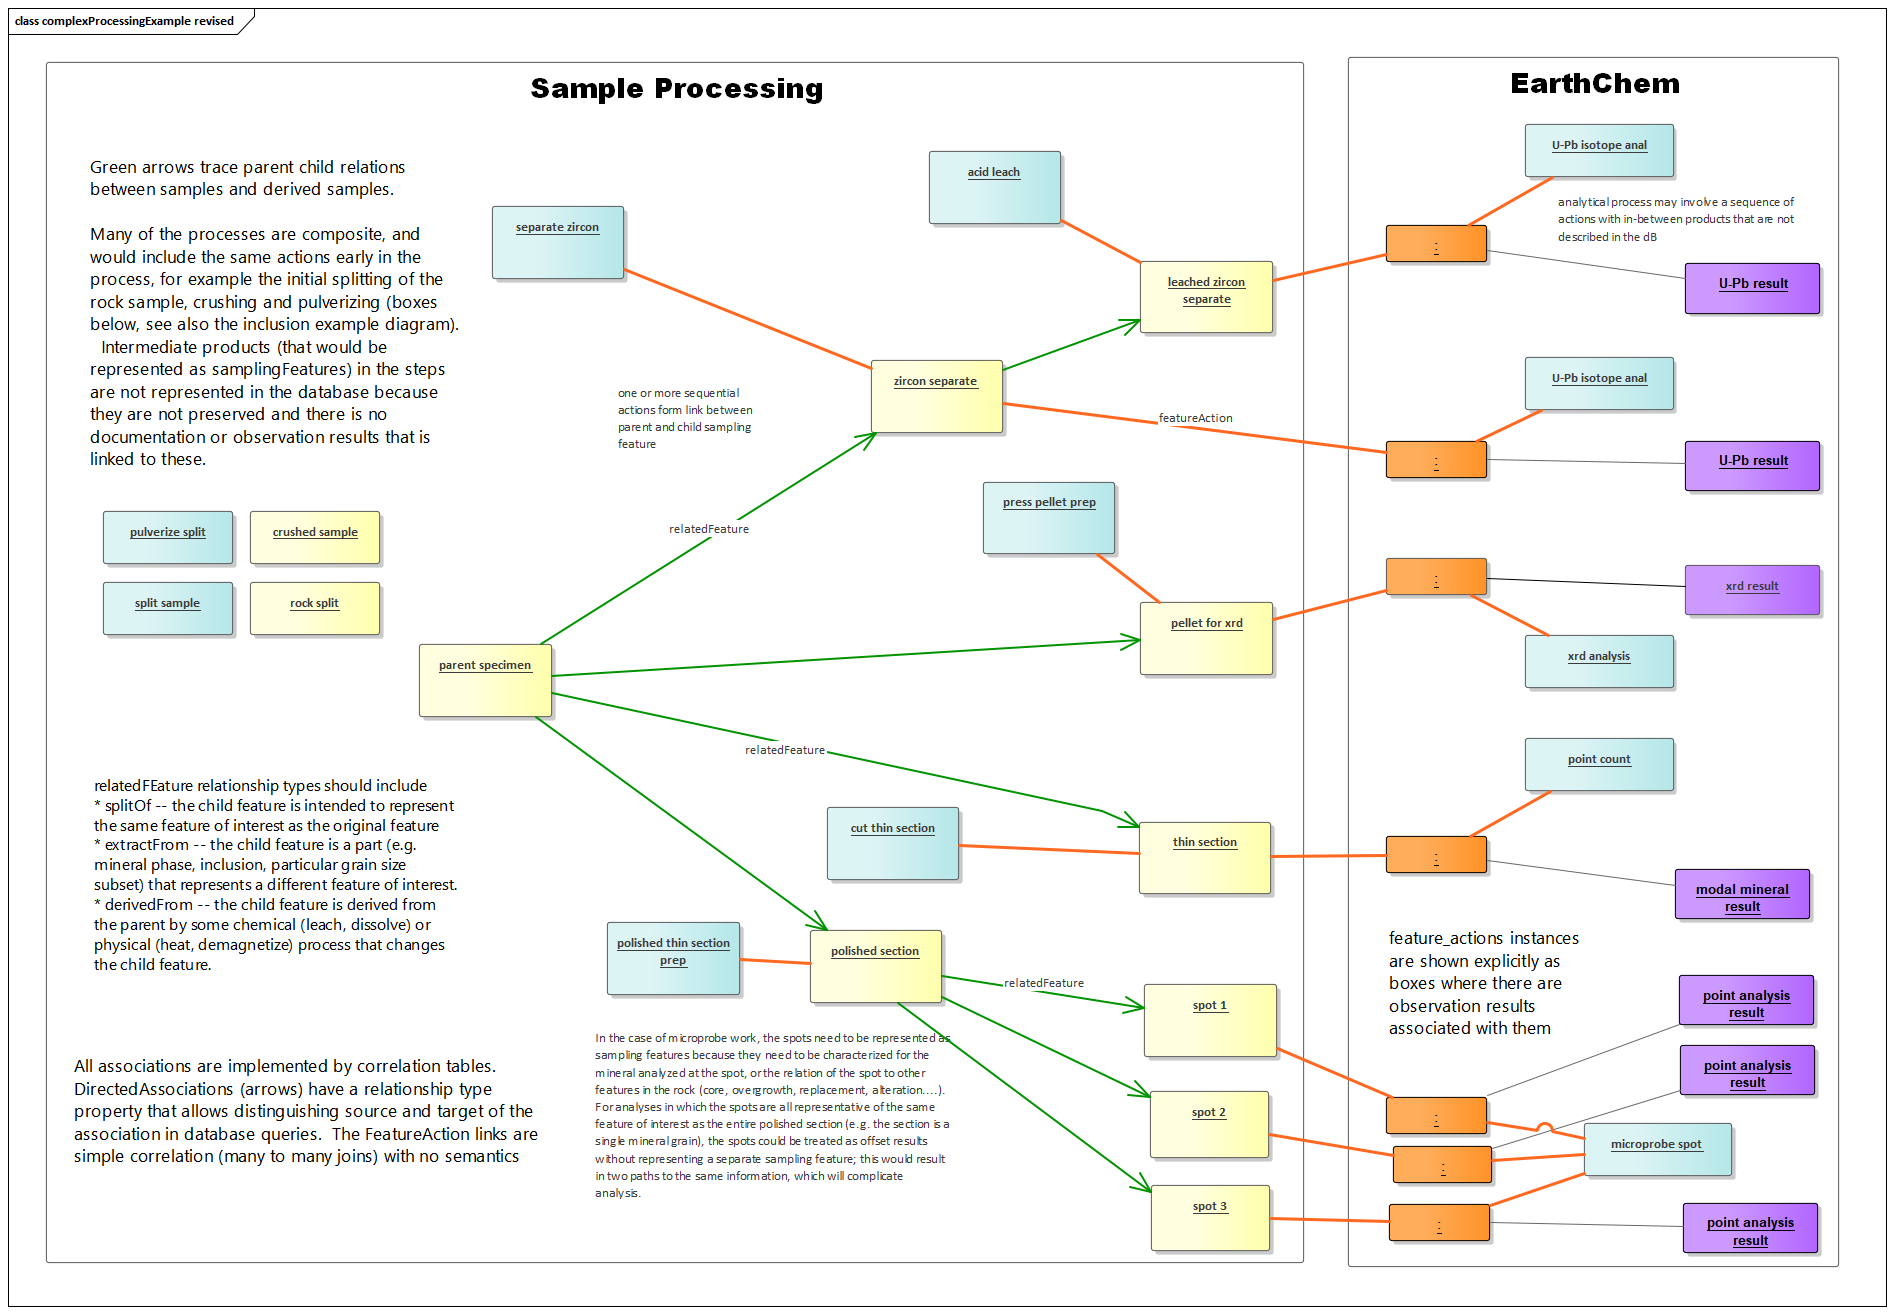 class complexProcessingExample revised
Sample Processing
Green arrows trace parent child relations
between samples and derived samples.
Many of the processes are composite, and
would include the same actions early in the
process, for example the initial splitting of the
rock sample, crushing and pulverizing (boxes
below, see also the inclusion example diagram).
Intermediate products (that would be
represented as samplingFeatures) in the steps
are not represented in the database because
they are not preserved and there is no
documentation or observation results that is
linked to these.
pulverize split
crushed sample
split sample
rock split
separate zircon
acid leach
leached zircon
separate
zircon separate
one or more sequential
actions form link between
parent and child sampling
feature
featureAction
relatedFeature
press pellet prep
pellet for xrd
parent specimen
relatedFeature
cut thin section
thin section
relatedFEature relationship types should include
* splitOf -- the child feature is intended to represent
the same feature of interest as the original feature
* extractFrom -- the child feature is a part (e.g.
mineral phase, inclusion, particular grain size
subset) that represents a different feature of interest.
* derivedFrom -- the child feature is derived from
the parent by some chemical (leach, dissolve) or
physical (heat, demagnetize) process that changes
the child feature.
polished thin section
prep
polished section
relatedFeature
spot 1
spot 2
spot 3
In the case of microprobe work, the spots need to be represented as
sampling features because they need to be characterized for the
mineral analyzed at the spot, or the relation of the spot to other
features in the rock (core, overgrowth, replacement, alteration....).
For analyses in which the spots are all representative of the same
feature of interest as the entire polished section (e.g. the section is a
single mineral grain), the spots could be treated as offset results
without representing a separate sampling feature; this would result
in two paths to the same information, which will complicate
analysis.
All associations are implemented by correlation tables.
DirectedAssociations (arrows) have a relationship type
property that allows distinguishing source and target of the
association in database queries.  The FeatureAction links are
simple correlation (many to many joins) with no semantics
EarthChem
U-Pb isotope anal
analytical process may involve a sequence of
actions with in-between products that are not
described in the dB
:
U-Pb result
U-Pb isotope anal
:
U-Pb result
:
xrd result
xrd analysis
point count
:
modal mineral
result
feature_actions instances
are shown explicitly as
boxes where there are
observation results
associated with them
point analysis
result
point analysis
result
:
microprobe spot
:
:
point analysis
result